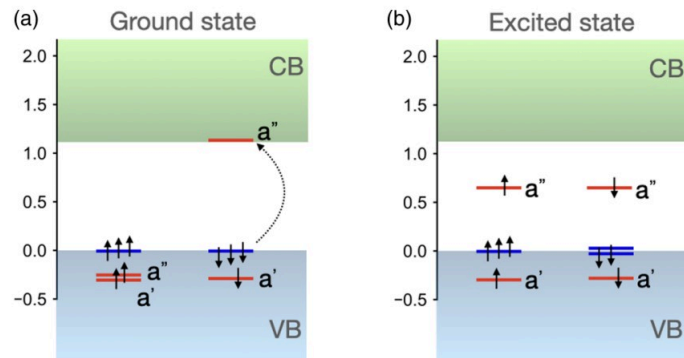 (a) Ground state
CB
2.0
1.5
1.0
0.5
0.0
−0.5
a"
a"
a'
a'
VB
(b) Excited state
CB
2.0
1.5
1.0
0.5
0.0
−0.5
a"
a"
a'
a'
VB